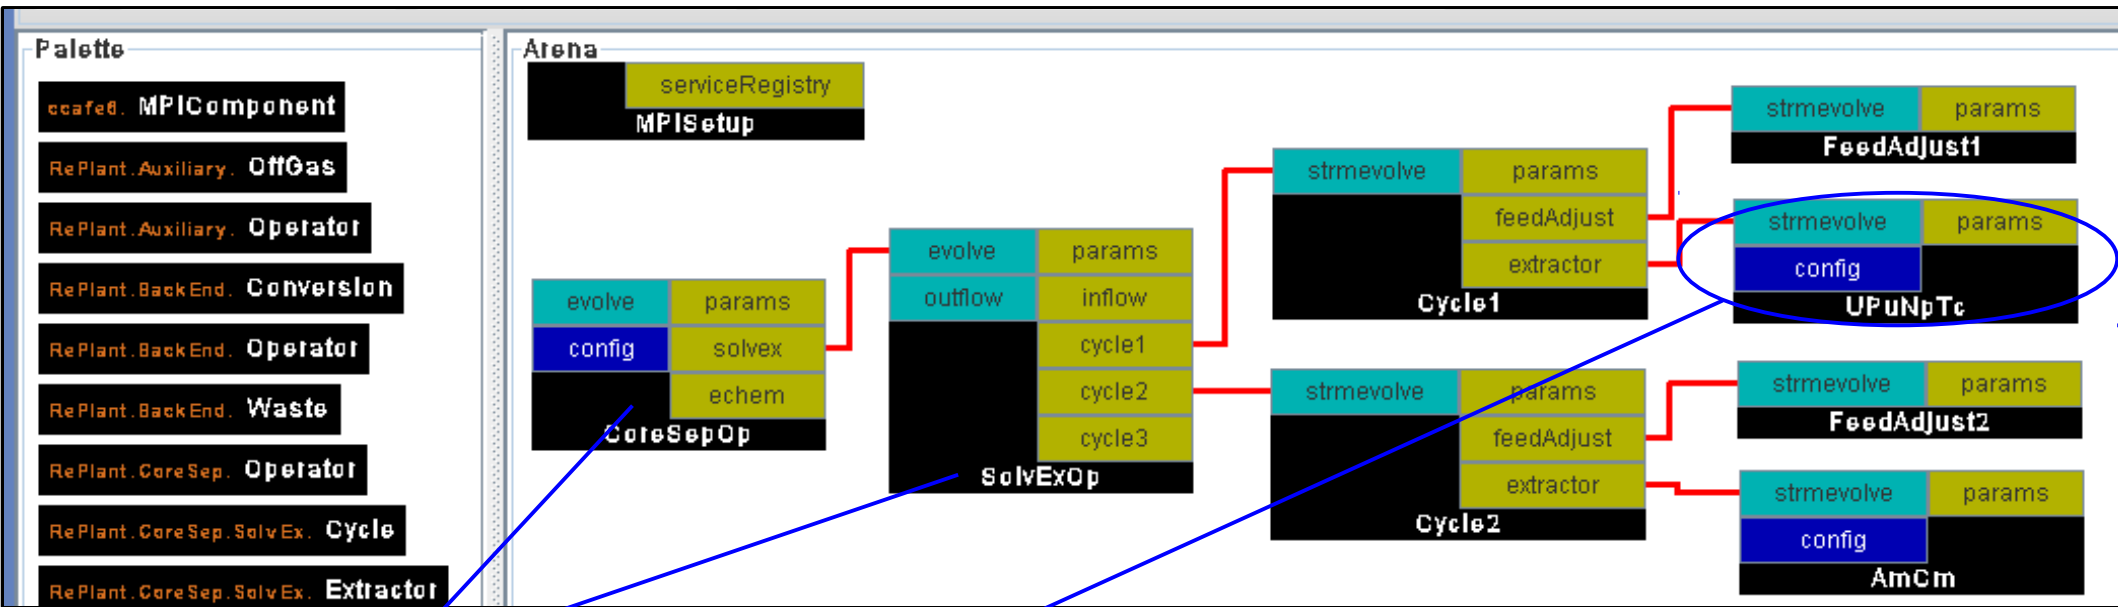 Palette
ccafe6. MPIComponent
RePlant.Auxiliary. OffGas
RePlant.Auxiliary. Operator
RePlant.BackEnd. Conversion
RePlant.BackEnd. Operator
RePlant.BackEnd. Waste
RePlant.CoreSep. Operator
RePlant.CoreSep.SolvEx. Cycle
RePlant.CoreSep.SolvEx. Extractor
Arena
serviceRegistry
MPISetup
evolve params
config solvex
echem
CoreSepOp
evolve params
outflow inflow
cycle1
cycle2
cycle3
SolvExOp
strmevolve params
feedAdjust
extractor
Cycle1
strmevolve params
feedAdjust
extractor
Cycle2
strmevolve params
FeedAdjust1
strmevolve params
config
UPuNpTc
strmevolve params
FeedAdjust2
strmevolve params
config
AmCm